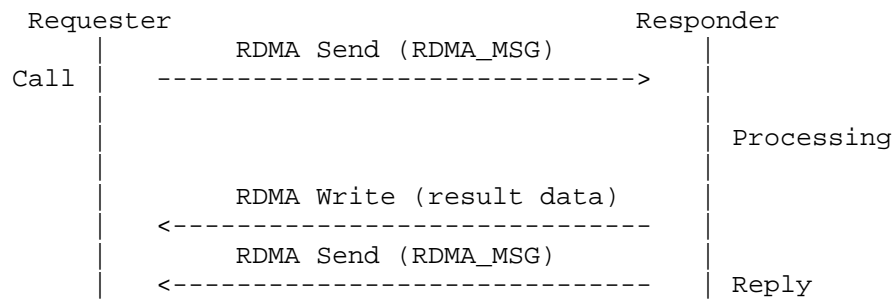 Requester Responder
RDMA Send (RDMA_MSG)
Call ------------------------------>
Processing
RDMA Write (result data)
<------------------------------
RDMA Send (RDMA_MSG)
<------------------------------ Reply